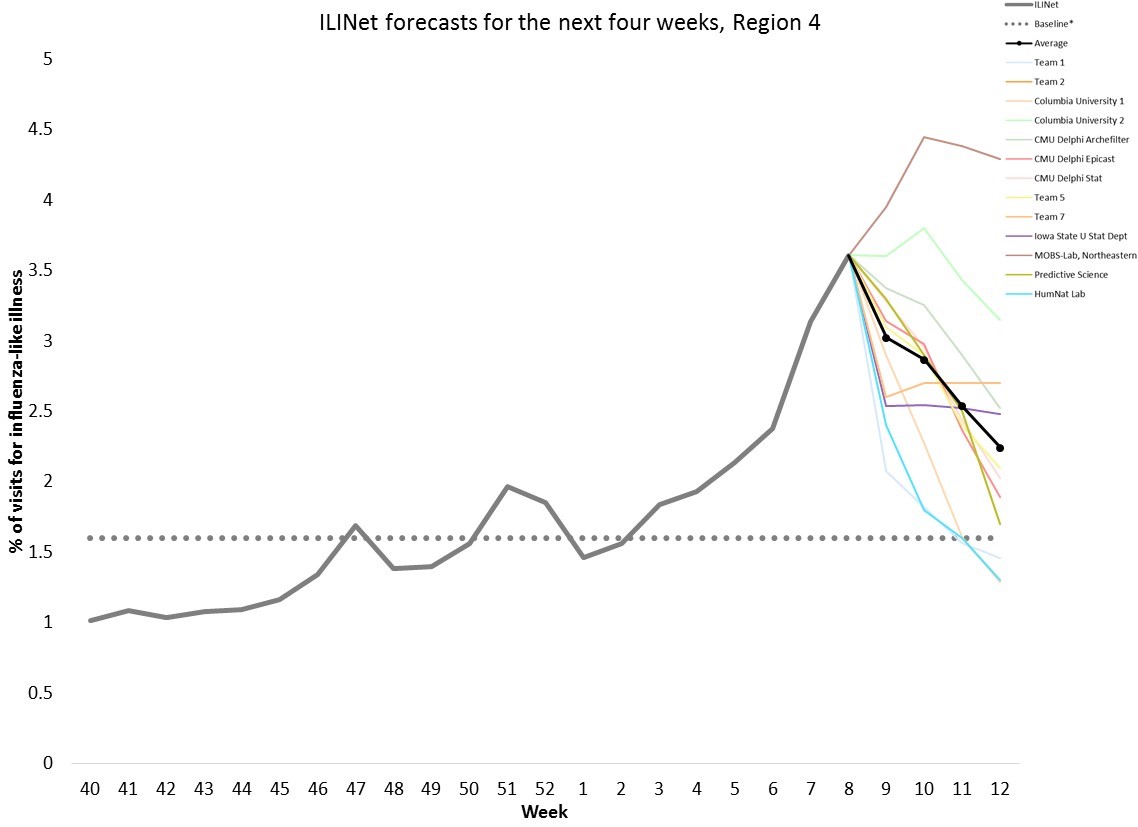 ILINet forecasts for the next four weeks, Region 4
ILINet
Baseline*
Average
Team 1
Team 2
Columbia University 1
Columbia University 2
CMU Delphi Archefilter
CMU Delphi Epicast
CMU Delphi Stat
Team 5
Team 7
Iowa State U Stat Dept
MOBS-Lab, Northeastern
Predictive Science
HumNat Lab
% of visits for influenza-like illness
5
4.5
4
3.5
3
2.5
2
1.5
1
0.5
0
40 41 42 43 44 45 46 47 48 49 50 51 52 1 2 3 4 5 6 7 8 9 10 11 12
Week